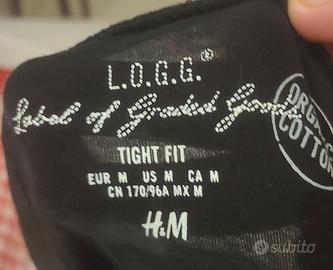 L.O.G.G.®
Label of Graded Goods
ORGANIC
COTTON
TIGHT FIT
EUR M US M CA M
CN 170/96A MX M
H&M
subito